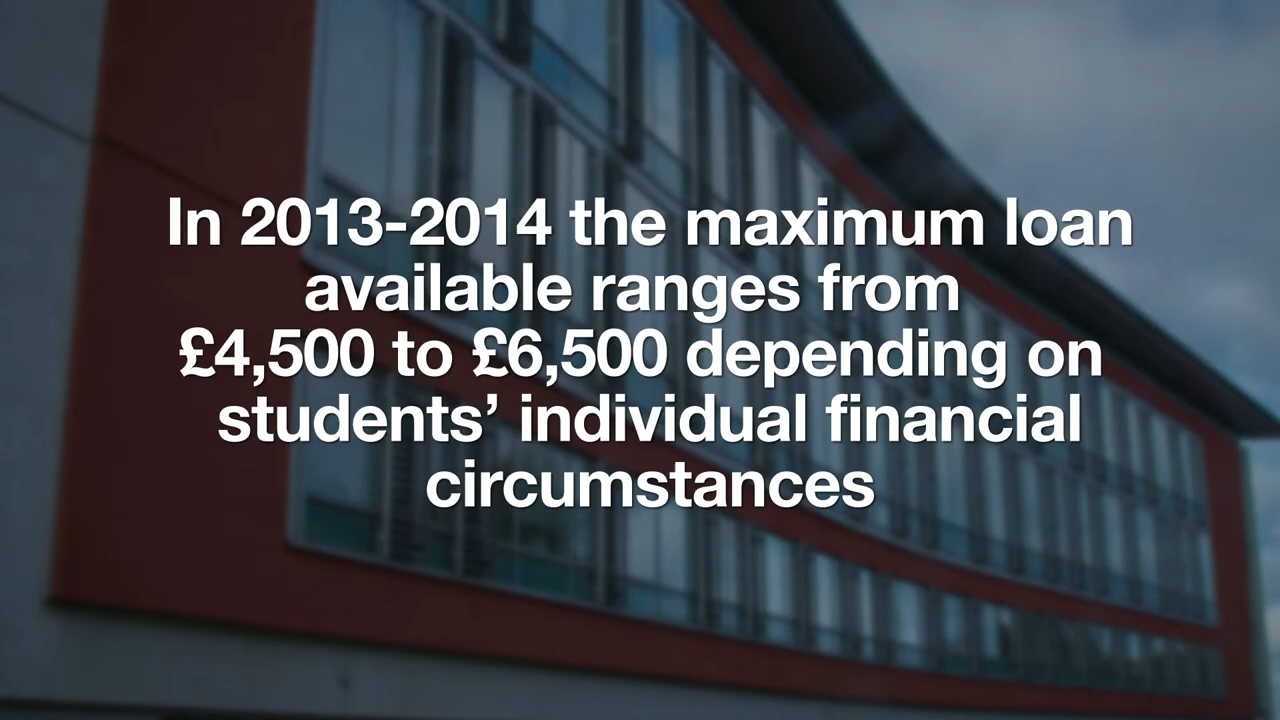 In 2013-2014 the maximum loan
available ranges from
£4,500 to £6,500 depending on
students’ individual financial
circumstances